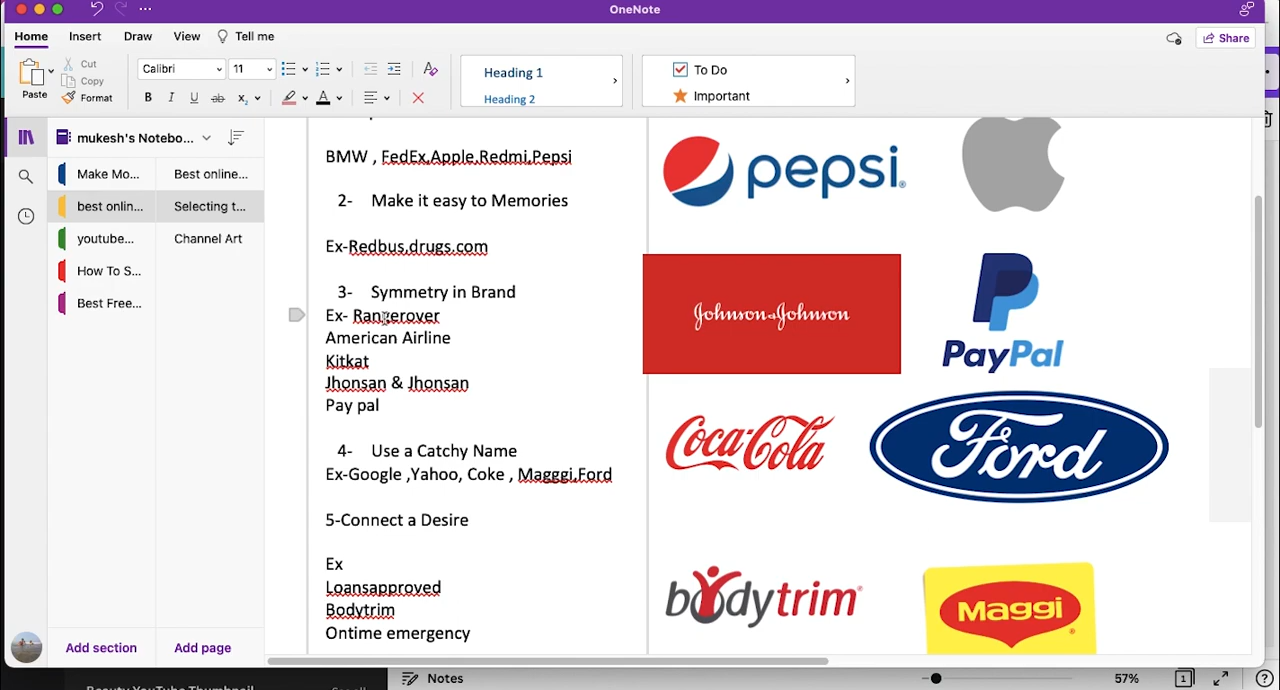 OneNote
Home
Insert
Draw
View
Tell me
Share
Paste
Cut
Copy
Format
Calibri
11
B
I
U
ab
X₂
A
Heading 1
Heading 2
To Do
Important
mukesh's Notebo...
Make Mo...
best onlin...
youtube...
How To S...
Best Free...
Best online...
Selecting t...
Channel Art
BMW , FedEx,Apple,Redmi,Pepsi
2- Make it easy to Memories
Ex-Redbus,drugs.com
3- Symmetry in Brand
Ex- Rangerover
American Airline
Kitkat
Jhonsan & Jhonsan
Pay pal
4- Use a Catchy Name
Ex-Google ,Yahoo, Coke , Magggi,Ford
5-Connect a Desire
Ex
Loansapproved
Bodytrim
Ontime emergency
pepsi
Johnson&Johnson
PayPal
Coca-Cola
Ford
bodytrim
Maggi
Add section
Add page
Notes
57%
1